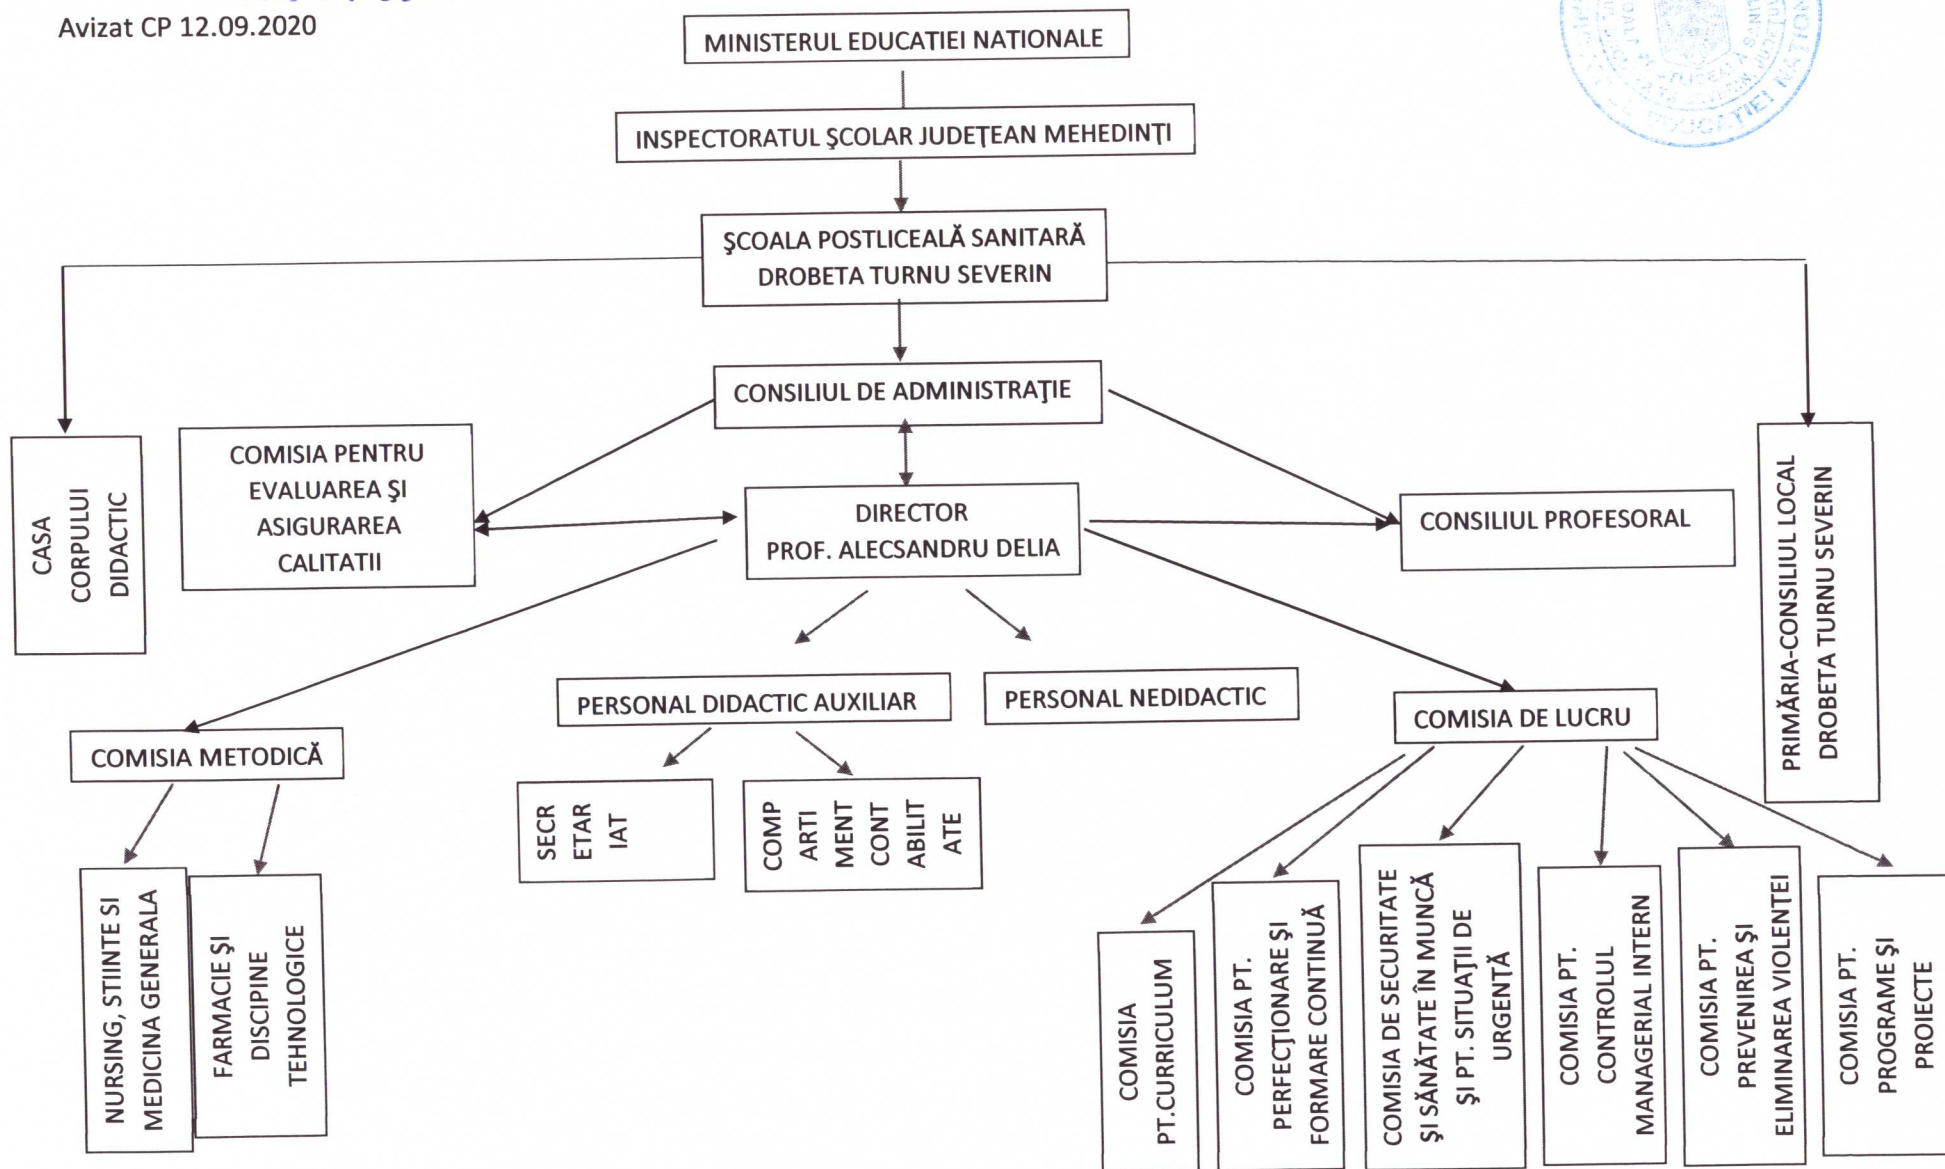 Avizat CP 12.09.2020
MINISTERUL EDUCATIEI NAȚIONALE
INSPECTORATUL ŞCOLAR JUDEŢEAN MEHEDINŢI
ŞCOALA POSTLICEALĂ SANITARĂ
DROBETA TURNU SEVERIN
CONSILIUL DE ADMINISTRAŢIE
CASA
CORPULUI
DIDACTIC
COMISIA PENTRU
EVALUAREA ŞI
ASIGURAREA
CALITATII
DIRECTOR
PROF. ALECSANDRU DELIA
CONSILIUL PROFESORAL
PRIMĂRIA-CONSILIUL LOCAL
DROBETA TURNU SEVERIN
COMISIA METODICĂ
PERSONAL DIDACTIC AUXILIAR
PERSONAL NEDIDACTIC
COMISIA DE LUCRU
SECR
ETAR
IAT
COMP
ARTI
MENT
CONT
ABILIT
ATE
NURSING, STIINTE SI
MEDICINA GENERALA
FARMACIE ŞI
DISCIPINE
TEHNOLOGICE
COMISIA
PT.CURICULUM
COMISIA PT.
PERFECŢIONARE ŞI
FORMARE CONTINUĂ
COMISIA DE SECURITATE
ŞI SĂNĂTATE ÎN MUNCĂ
ŞI PT. SITUAŢII DE
URGENŢĂ
COMISIA PT.
CONTROLUL
MANAGERIAL INTERN
COMISIA PT.
PREVENIREA ŞI
ELIMINAREA VIOLENTEI
COMISIA PT.
PROGRAME ŞI
PROIECTE